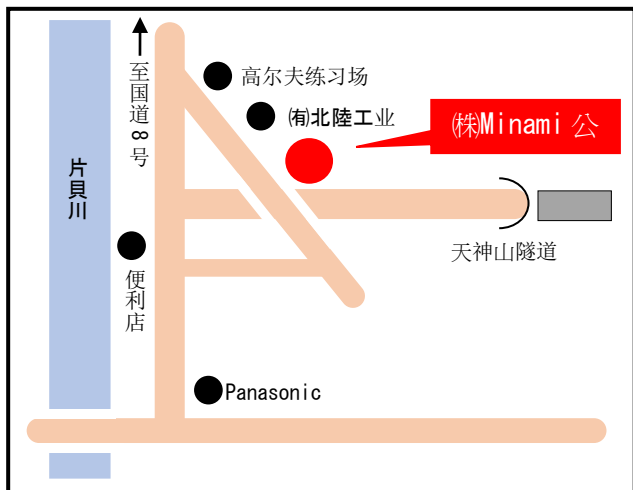 至国道8号
高尔夫练习场
㈲北陸工业
㈱Minami 公
片貝川
天神山隧道
便利店
Panasonic